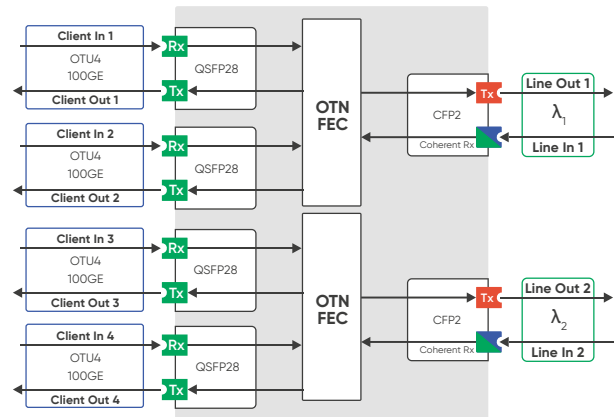 Client In 1
OTU4
100GE
Client Out 1
Rx
QSFP28
Tx
Client In 2
OTU4
100GE
Client Out 2
Rx
QSFP28
Tx
OTN
FEC
CFP2
Coherent Rx
Tx
Line Out 1
λ1
Line In 1
Client In 3
OTU4
100GE
Client Out 3
Rx
QSFP28
Tx
Client In 4
OTU4
100GE
Client Out 4
Rx
QSFP28
Tx
OTN
FEC
CFP2
Coherent Rx
Tx
Line Out 2
λ2
Line In 2